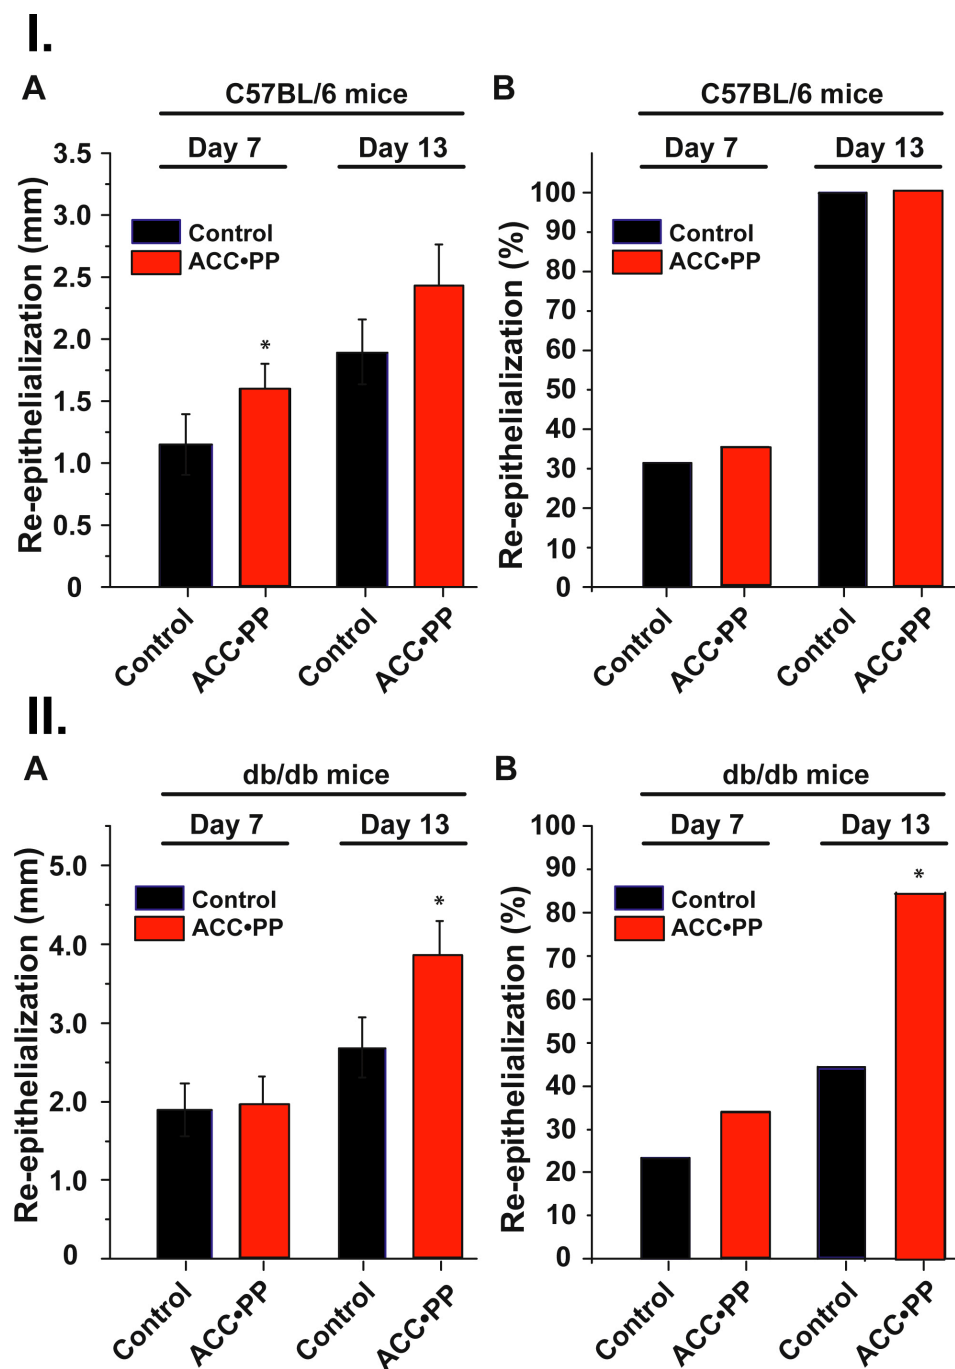 I.
A
C57BL/6 mice
Day 7
Day 13
Re-epithelialization (mm)
3.5
3.0
2.5
2.0
1.5
1.0
0.5
0
Control
ACC•PP
*
Control
ACC•PP
Control
ACC•PP
B
C57BL/6 mice
Day 7
Day 13
Re-epithelialization (%)
100
90
80
70
60
50
40
30
20
10
0
Control
ACC•PP
Control
ACC•PP
Control
ACC•PP
II.
A
db/db mice
Day 7
Day 13
Re-epithelialization (mm)
5.0
4.0
3.0
2.0
1.0
0
Control
ACC•PP
*
Control
ACC•PP
Control
ACC•PP
B
db/db mice
Day 7
Day 13
Re-epithelialization (%)
100
90
80
70
60
50
40
30
20
10
0
Control
ACC•PP
*
Control
ACC•PP
Control
ACC•PP